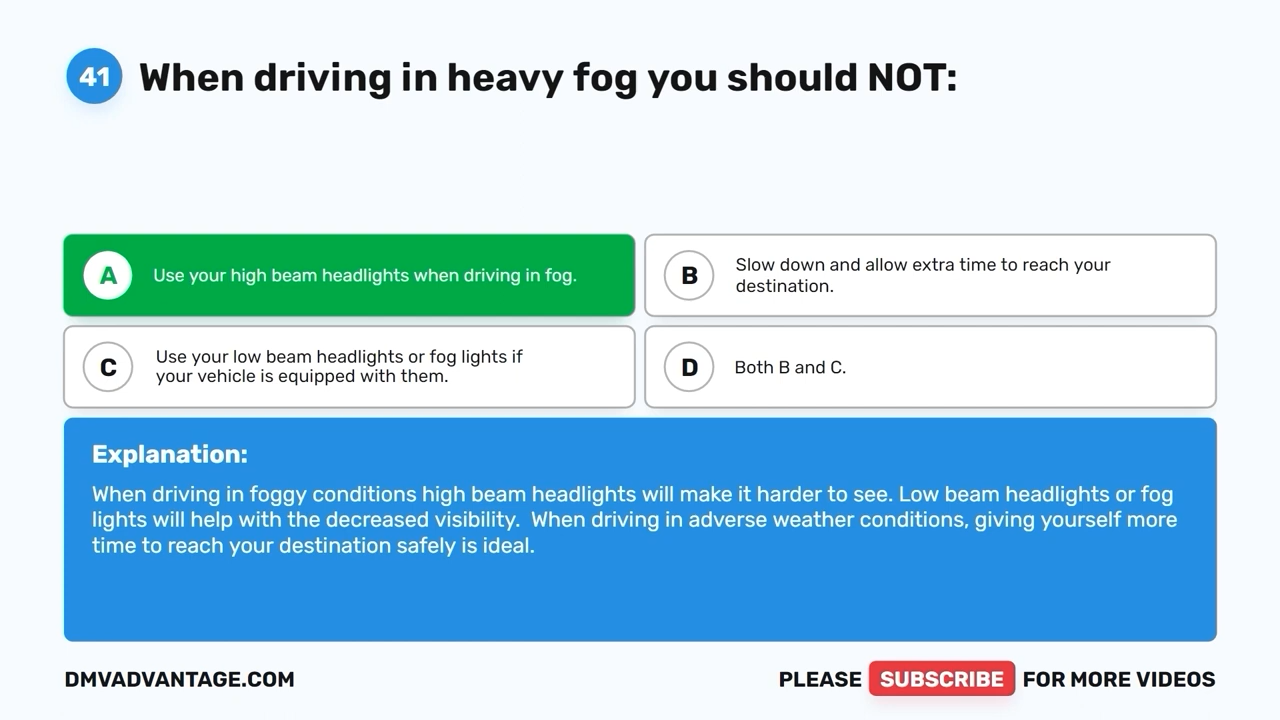 41 When driving in heavy fog you should NOT:
A Use your high beam headlights when driving in fog.
B Slow down and allow extra time to reach your
destination.
C Use your low beam headlights or fog lights if
your vehicle is equipped with them.
D Both B and C.
Explanation:
When driving in foggy conditions high beam headlights will make it harder to see. Low beam headlights or fog
lights will help with the decreased visibility.  When driving in adverse weather conditions, giving yourself more
time to reach your destination safely is ideal.
DMVADVANTAGE.COM
PLEASE SUBSCRIBE FOR MORE VIDEOS